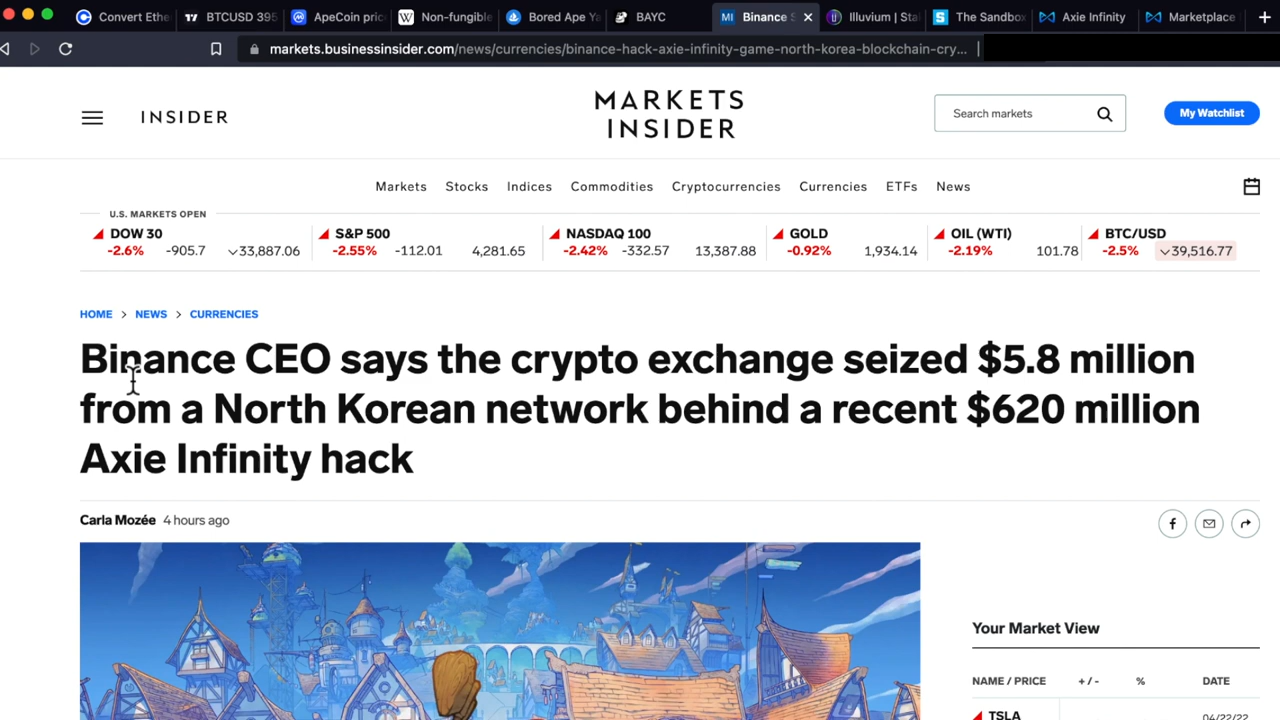 Convert Ethe
BTCUSD 395
ApeCoin pric
Non-fungible
Bored Ape Ya
BAYC
MI Binance S
Illuvium | Sta
The Sandbox
Axie Infinity
Marketplace
markets.businessinsider.com/news/currencies/binance-hack-axie-infinity-game-north-korea-blockchain-cry...
INSIDER
MARKETS
INSIDER
Search markets
My Watchlist
Markets Stocks Indices Commodities Cryptocurrencies Currencies ETFs News
U.S. MARKETS OPEN
DOW 30
-2.6% -905.7 33,887.06
S&P 500
-2.55% -112.01 4,281.65
NASDAQ 100
-2.42% -332.57 13,387.88
GOLD
-0.92% 1,934.14
OIL (WTI)
-2.19% 101.78
BTC/USD
-2.5% 39,516.77
HOME > NEWS > CURRENCIES
Binance CEO says the crypto exchange seized $5.8 million
from a North Korean network behind a recent $620 million
Axie Infinity hack
Carla Mozée 4 hours ago
Your Market View
NAME / PRICE + / - % DATE
TSLA 04/22/22